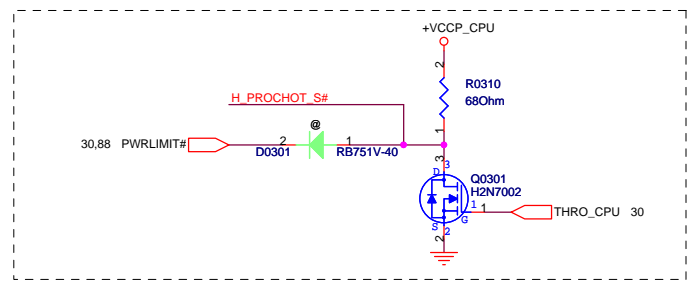 +VCCP_CPU
2
R0310
68Ohm
H_PROCHOT_S#
@
1
30,88 PWRLIMIT#
2
1
D0301
RB751V-40
3
3
D
Q0301
H2N7002
1
1
THRO_CPU 30
G
S
2
2